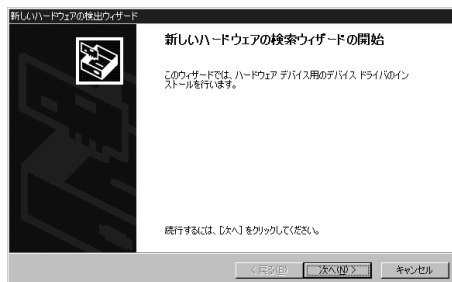 新しいハードウェアの検出ウィザード
新しいハードウェアの検索ウィザードの開始
このウィザードでは、ハードウェア デバイス用のデバイス ドライバのイン
ストールを行います。
続行するには、[次へ] をクリックしてください。
< 戻る(B)
次へ(N) >
キャンセル